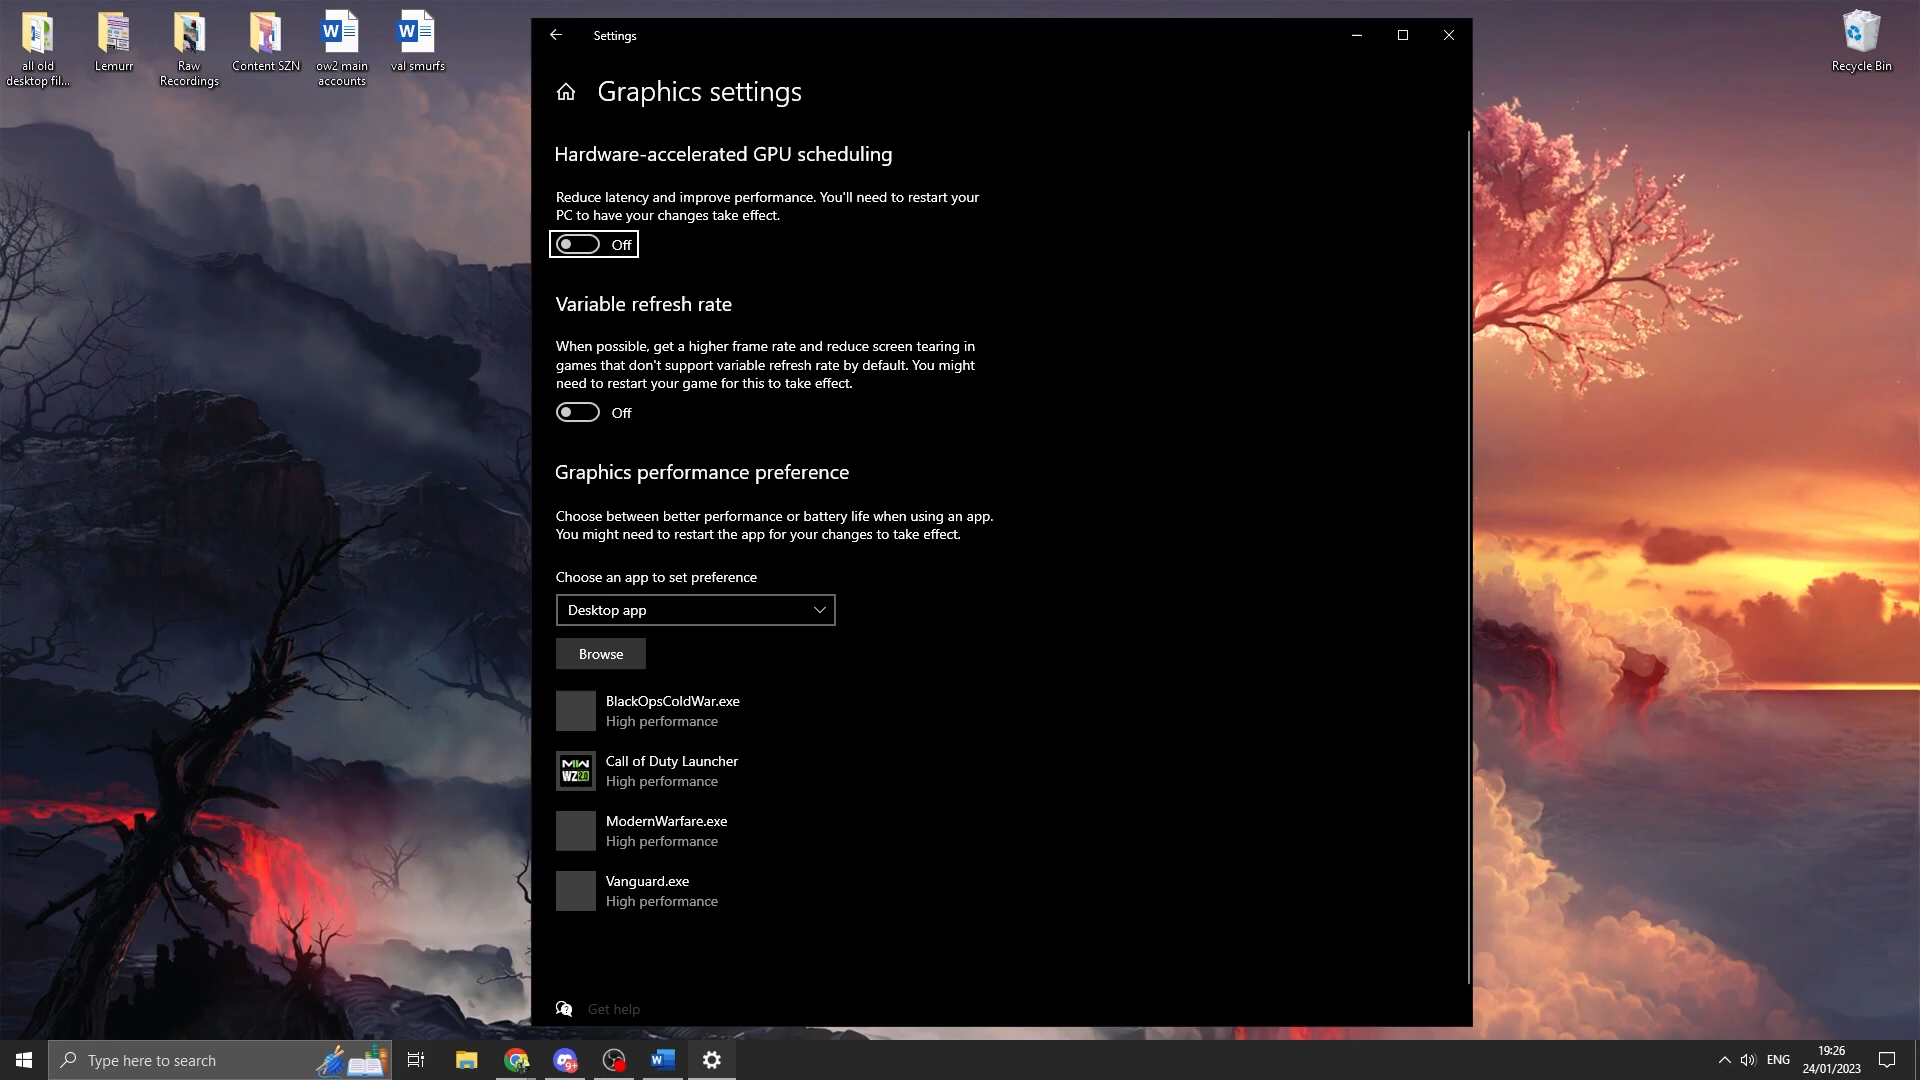 all old
desktop fil...
Lemurr
Raw
Recordings
Content SZN
ow2 main
accounts
val smurfs
Recycle Bin
Settings
Graphics settings
Hardware-accelerated GPU scheduling
Reduce latency and improve performance. You'll need to restart your
PC to have your changes take effect.
Off
Variable refresh rate
When possible, get a higher frame rate and reduce screen tearing in
games that don't support variable refresh rate by default. You might
need to restart your game for this to take effect.
Off
Graphics performance preference
Choose between better performance or battery life when using an app.
You might need to restart the app for your changes to take effect.
Choose an app to set preference
Desktop app
Browse
BlackOpsColdWar.exe
High performance
MW
WZ2.0
Call of Duty Launcher
High performance
ModernWarfare.exe
High performance
Vanguard.exe
High performance
Get help
Type here to search
9+
W
ENG
19:26
24/01/2023